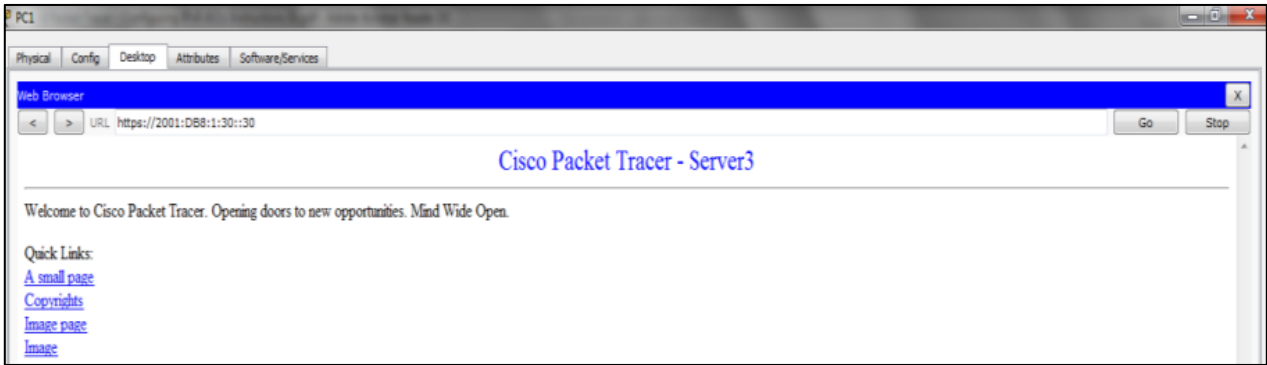 PC1
Physical Config Desktop Attributes Software/Services
Web Browser X
< > URL https://2001:DB8:1:30::30 Go Stop
Cisco Packet Tracer - Server3
Welcome to Cisco Packet Tracer. Opening doors to new opportunities. Mind Wide Open.
Quick Links:
A small page
Copyrights
Image page
Image